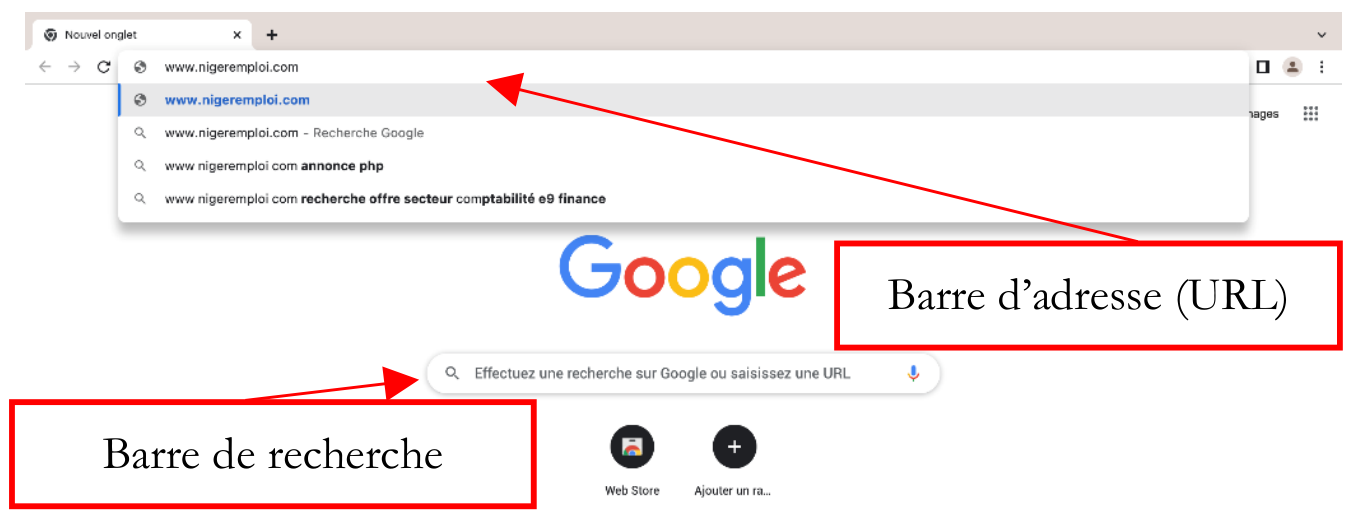 Nouvel onglet
www.nigeremploi.com
www.nigeremploi.com
www.nigeremploi.com - Recherche Google
www nigeremploi com annonce php
www nigeremploi com recherche offre secteur comptabilité e9 finance
Google
Barre d’adresse (URL)
Effectuez une recherche sur Google ou saisissez une URL
Barre de recherche
Web Store
Ajouter un ra...